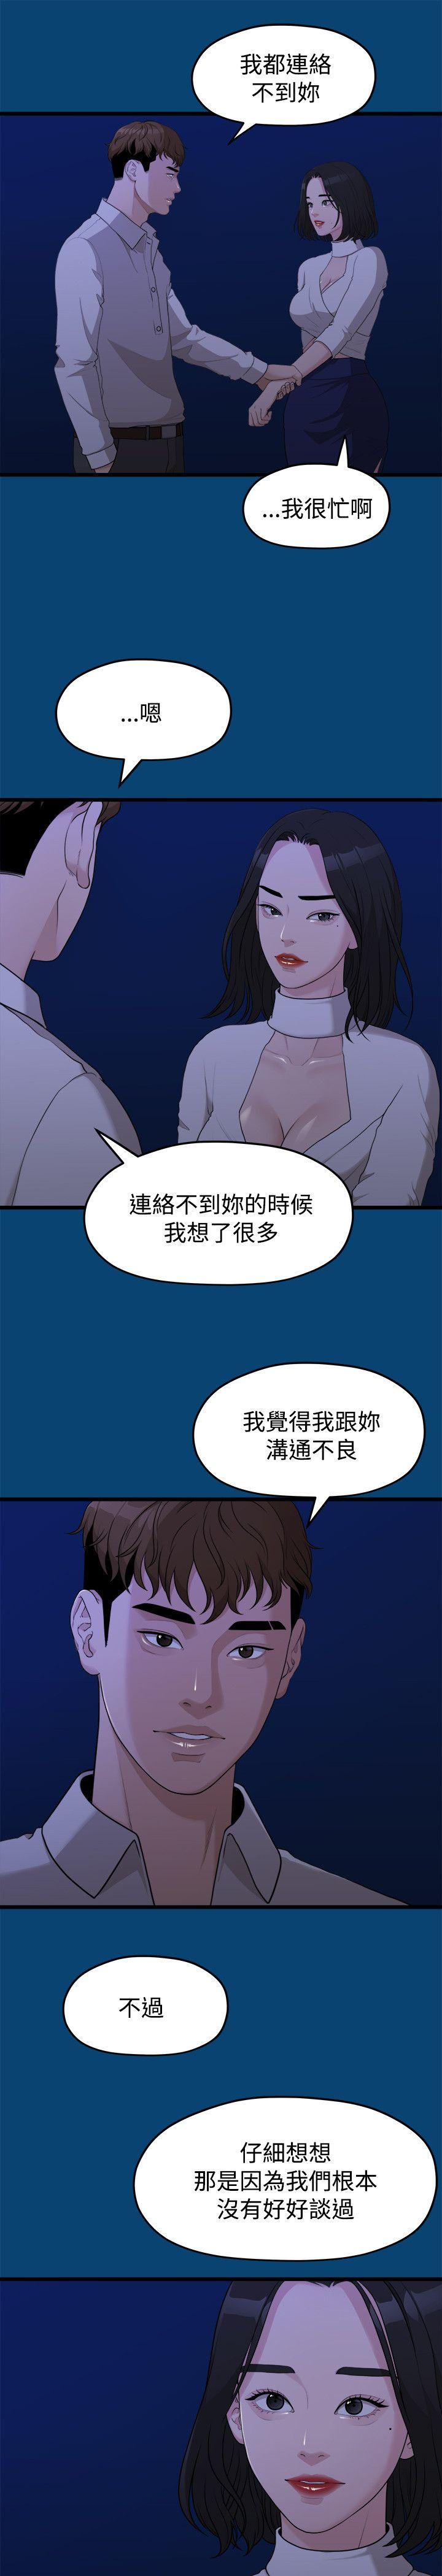 我都連絡
不到妳
...我很忙啊
...嗯
連絡不到妳的時候
我想了很多
我覺得我跟妳
溝通不良
不過
仔細想想
那是因為我們根本
沒有好好談過